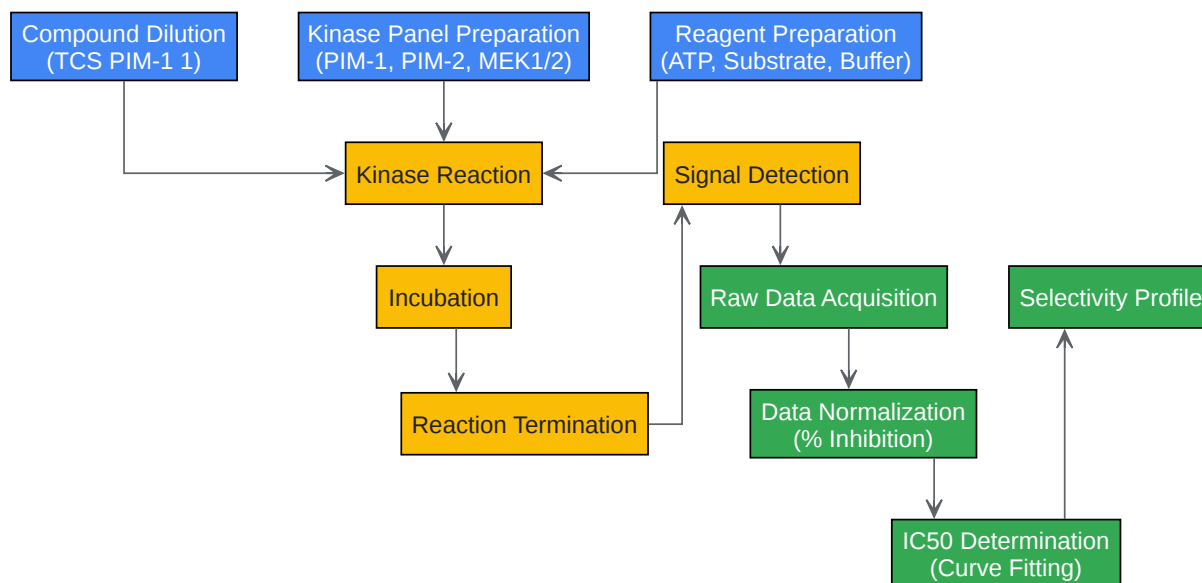 Compound Dilution
(TCS PIM-1 1)
Kinase Panel Preparation
(PIM-1, PIM-2, MEK1/2)
Reagent Preparation
(ATP, Substrate, Buffer)
Kinase Reaction
Signal Detection
Incubation
Raw Data Acquisition
Selectivity Profile
Reaction Termination
Data Normalization
(% Inhibition)
IC50 Determination
(Curve Fitting)